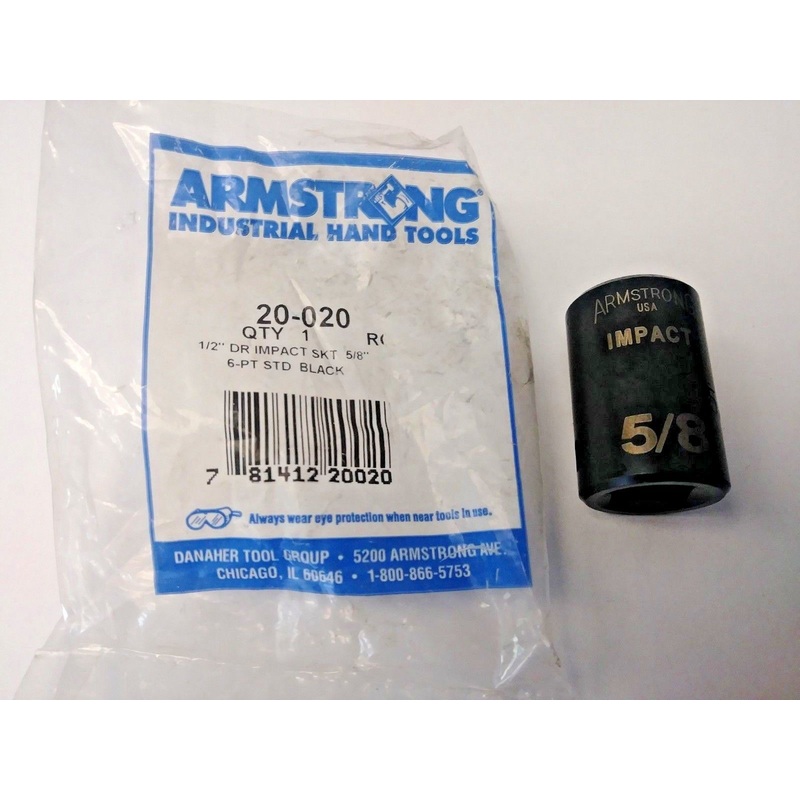 ARMSTRONG®
INDUSTRIAL HAND TOOLS
20-020
QTY 1
1/2" DR IMPACT SKT 5/8"
6-PT STD BLACK
7 81412 20020
Always wear eye protection when near tools in use.
DANAHER TOOL GROUP • 5200 ARMSTRONG AVE.
CHICAGO, IL 60646 • 1-800-866-5753
ARMSTRONG
USA
IMPACT
5/8